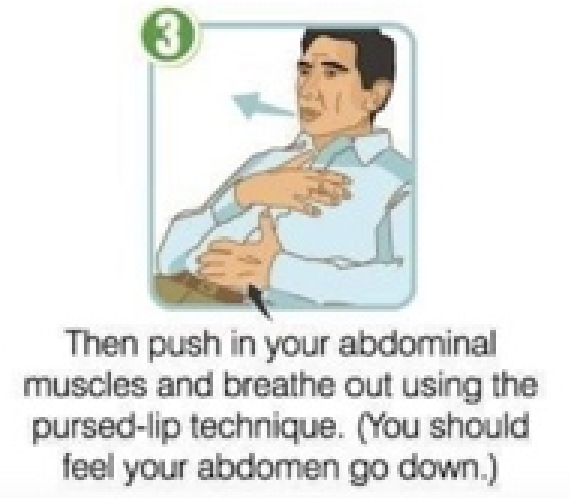 3
Then push in your abdominal
muscles and breathe out using the
pursed-lip technique. (You should
feel your abdomen go down.)